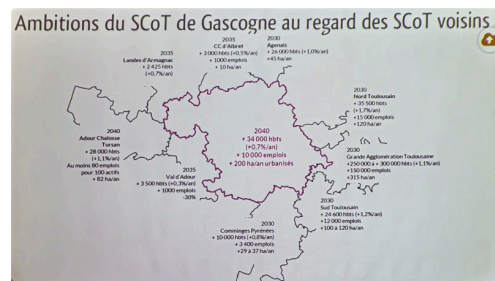 Ambitions du SCoT de Gascogne au regard des SCoT voisins
2035
CC d'Albret
+ 3 000 hbts (+0,5%/an)
+ 1000 emplois
+ 10 ha/an
2030
Agenais
+ 26 000 hbts (+1,0%/an)
+45 ha/an
2035
Landes d'Armagnac
+ 2 425 hbts
(+0,7%/an)
2030
Nord Toulousain
+ 35 500 hbts
(+1,7%/an)
+15 000 emplois
+120 ha/an
2040
Adour Chalosse
Tursan
+ 28 000 hbts
(+1,1%/an)
Au moins 80 emplois
pour 100 actifs
+ 82 ha/an
2040
+ 34 000 hbts
(+0,7%/an)
+ 10 000 emplois
+ 200 ha/an urbanisés
2030
Grande Agglomération Toulousaine
+250 000 a + 300 000 hbts (+1,1%/an)
+150 000 emplois
+315 ha/an
2035
Val d'Adour
+ 3 500 hbts (+0,3%/an)
+ 1000 emplois
-30%
2030
Sud Toulousain
+ 24 600 hbts (+1,2%/an)
+12 000 emplois
+100 à 120 ha/an
2030
Comminges Pyrénées
+ 10 000 hbts (+0,8%/an)
+ 3 400 emplois
+29 à 37 ha/an